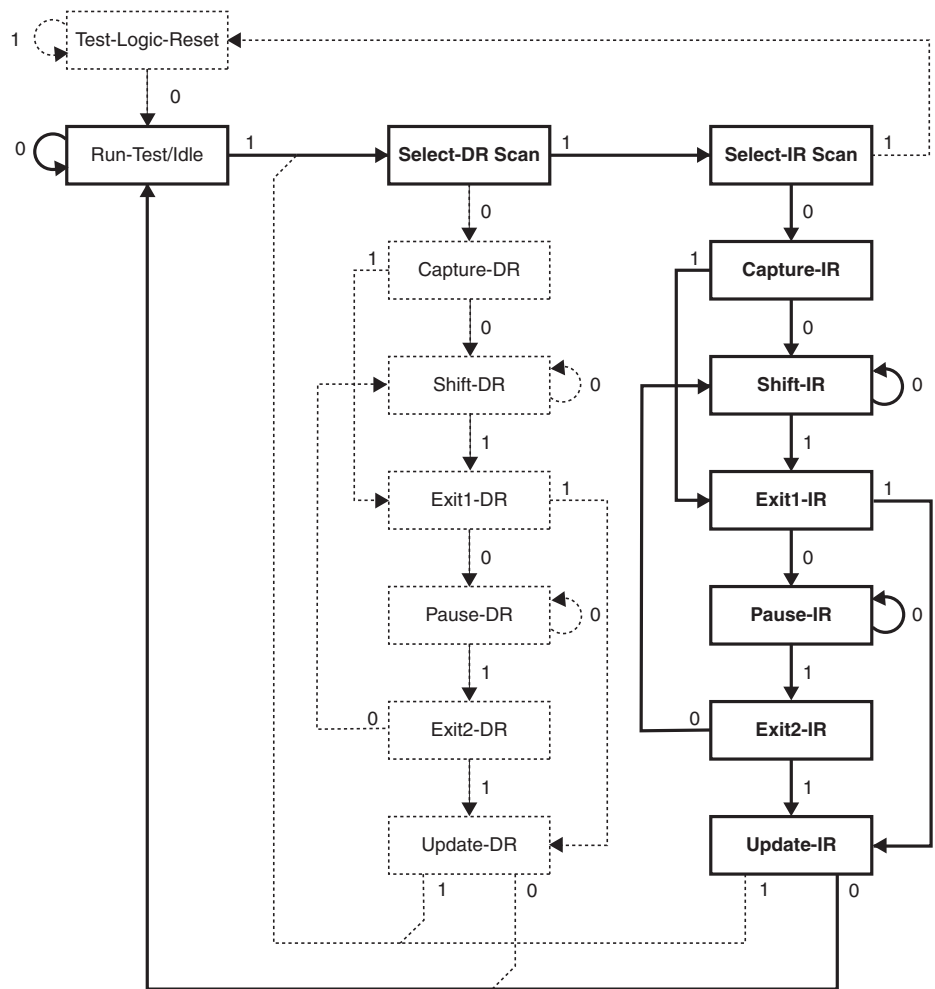 1 Test-Logic-Reset
0
0 Run-Test/Idle 1 Select-DR Scan 1 Select-IR Scan 1
0 0
1 Capture-DR 1 Capture-IR
0 0
Shift-DR 0 Shift-IR 0
1 1
Exit1-DR 1 Exit1-IR 1
0 0
Pause-DR 0 Pause-IR 0
1 1
0 Exit2-DR 0 Exit2-IR
1 1
Update-DR Update-IR
1 0 1 0